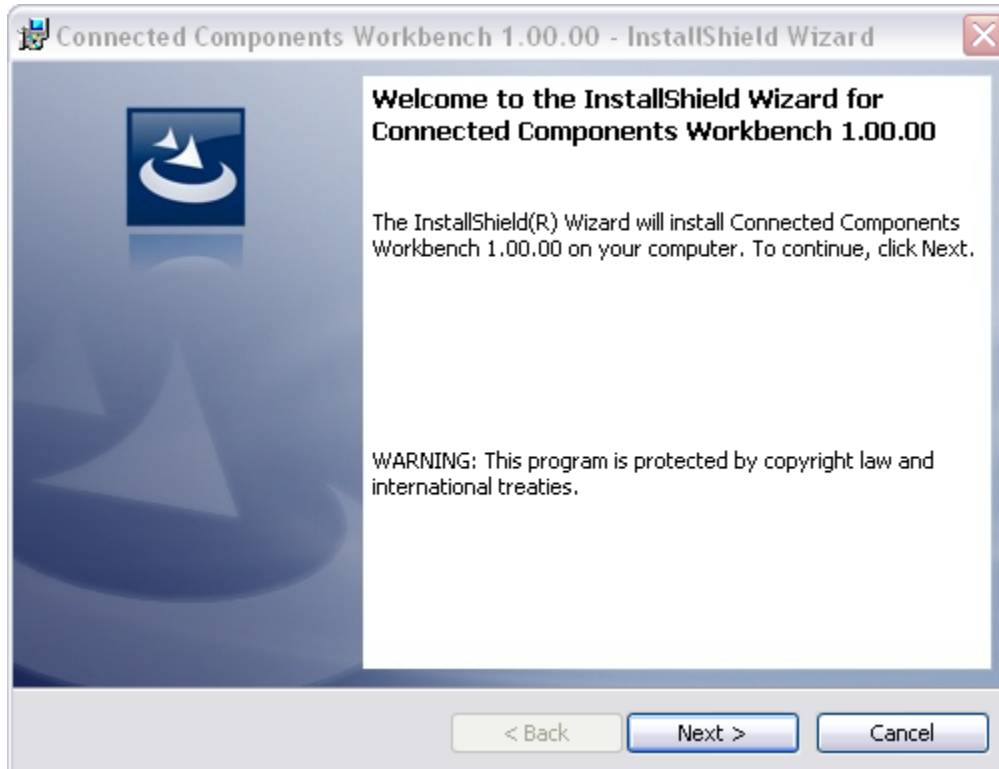 Connected Components Workbench 1.00.00 - InstallShield Wizard
Welcome to the InstallShield Wizard for
Connected Components Workbench 1.00.00
The InstallShield(R) Wizard will install Connected Components
Workbench 1.00.00 on your computer. To continue, click Next.
WARNING: This program is protected by copyright law and
international treaties.
< Back
Next >
Cancel